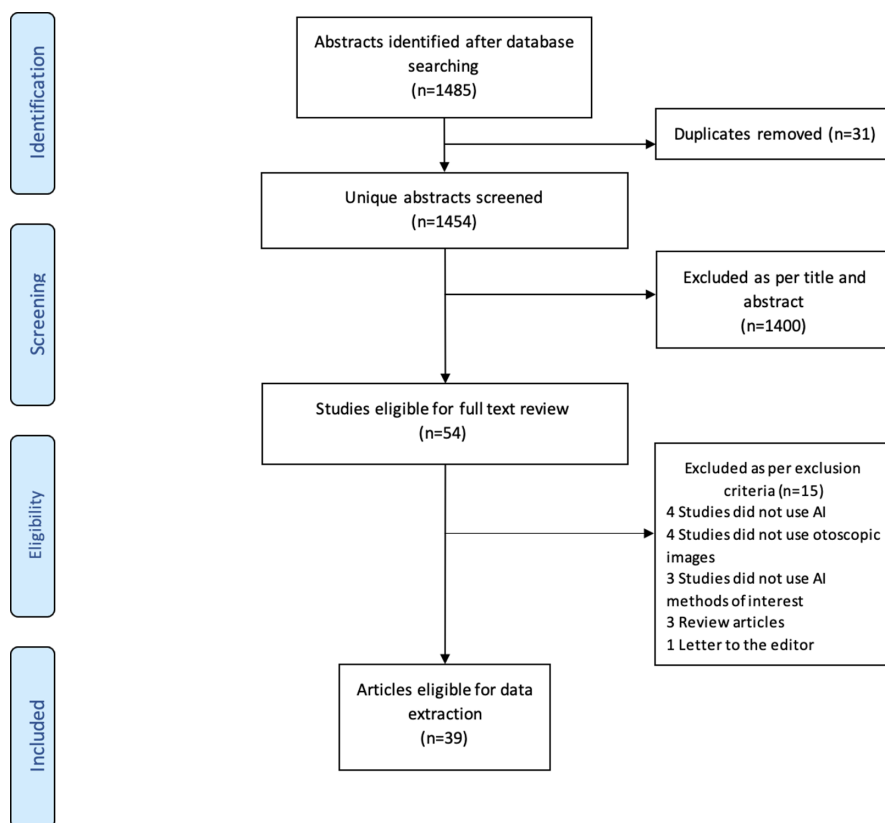 Identification
Abstracts identified after database
searching
(n=1485)
Duplicates removed (n=31)
Unique abstracts screened
(n=1454)
Screening
Excluded as per title and
abstract
(n=1400)
Studies eligible for full text review
(n=54)
Eligibility
Excluded as per exclusion
criteria (n=15)
4 Studies did not use AI
4 Studies did not use otoscopic
images
3 Studies did not use AI
methods of interest
3 Review articles
1 Letter to the editor
Included
Articles eligible for data
extraction
(n=39)